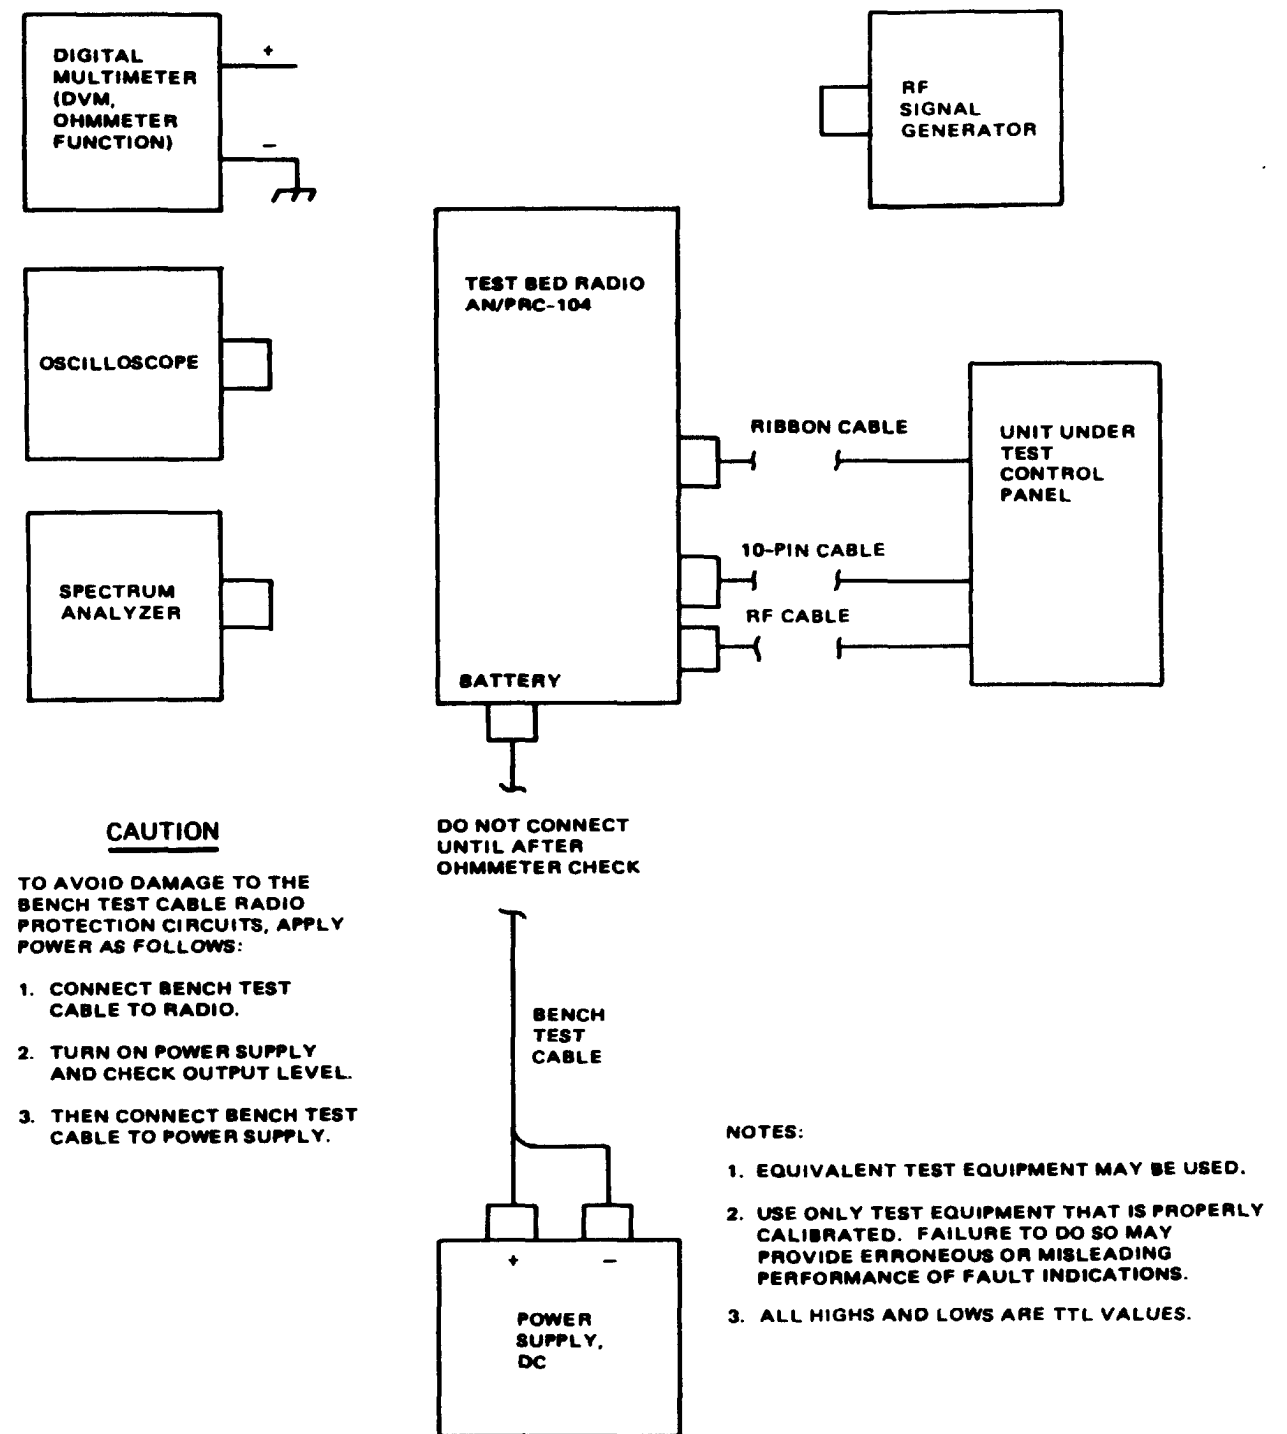 DIGITAL
MULTIMETER
(DVM,
OHMMETER
FUNCTION)
+
−
RF
SIGNAL
GENERATOR
OSCILLOSCOPE
SPECTRUM
ANALYZER
TEST BED RADIO
AN/PRC-104
BATTERY
RIBBON CABLE
10-PIN CABLE
RF CABLE
UNIT UNDER
TEST
CONTROL
PANEL
DO NOT CONNECT
UNTIL AFTER
OHMMETER CHECK
CAUTION
TO AVOID DAMAGE TO THE
BENCH TEST CABLE RADIO
PROTECTION CIRCUITS, APPLY
POWER AS FOLLOWS:
1. CONNECT BENCH TEST
CABLE TO RADIO.
2. TURN ON POWER SUPPLY
AND CHECK OUTPUT LEVEL.
3. THEN CONNECT BENCH TEST
CABLE TO POWER SUPPLY.
BENCH
TEST
CABLE
+ −
POWER
SUPPLY,
DC
NOTES:
1. EQUIVALENT TEST EQUIPMENT MAY BE USED.
2. USE ONLY TEST EQUIPMENT THAT IS PROPERLY
CALIBRATED. FAILURE TO DO SO MAY
PROVIDE ERRONEOUS OR MISLEADING
PERFORMANCE OF FAULT INDICATIONS.
3. ALL HIGHS AND LOWS ARE TTL VALUES.